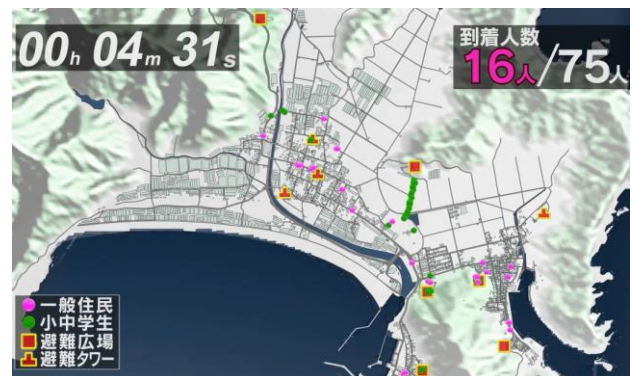 00h 04m 31s
到着人数
16人/75人
一般住民
小中学生
避難広場
避難タワー